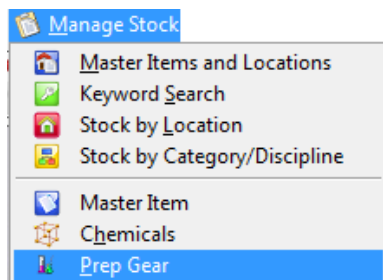 Manage Stock
Master Items and Locations
Keyword Search
Stock by Location
Stock by Category/Discipline
Master Item
Chemicals
Prep Gear